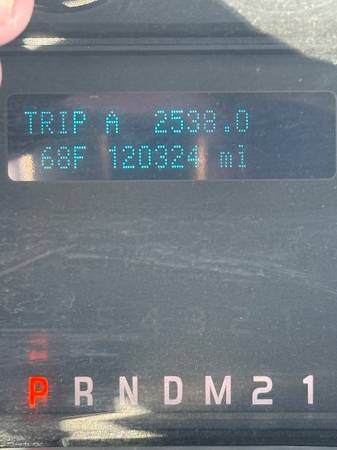 TRIP A 2538.0
68F 120324 mi
P R N D M 2 1